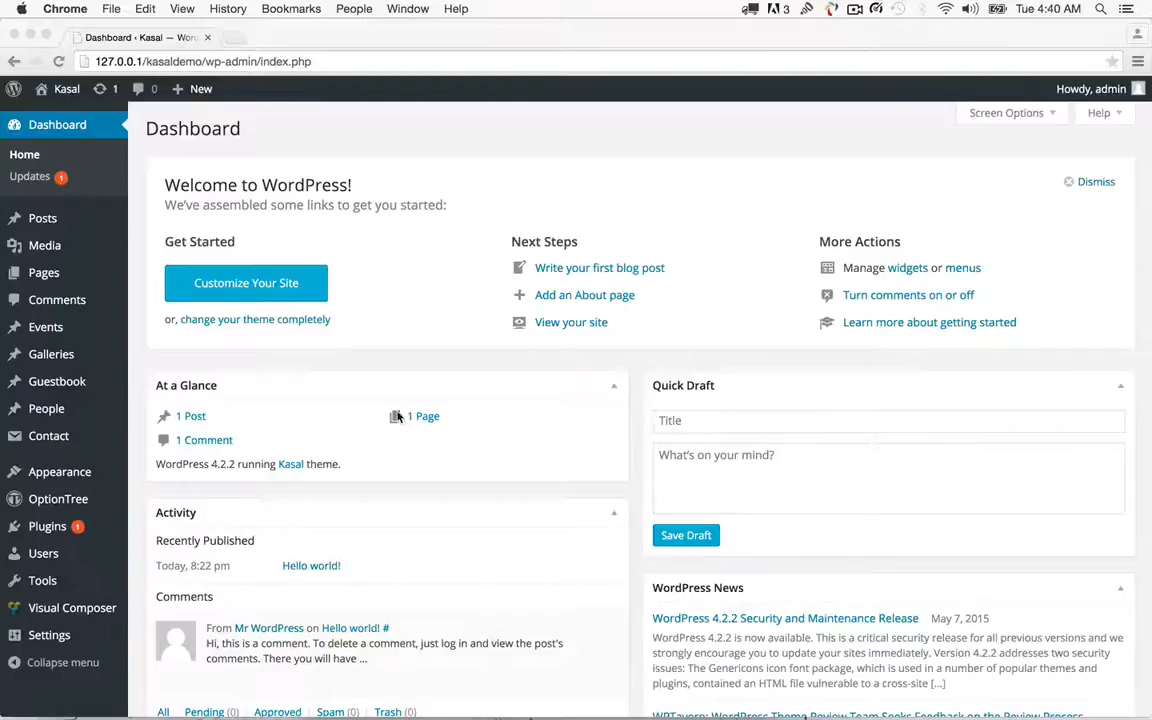 Chrome File Edit View History Bookmarks People Window Help 3 Tue 4:40 AM
Dashboard ‹ Kasal — Wor
127.0.0.1/kasaldemo/wp-admin/index.php
Kasal 1 0 New Howdy, admin
Dashboard
Home
Updates 1
Posts
Media
Pages
Comments
Events
Galleries
Guestbook
People
Contact
Appearance
OptionTree
Plugins 1
Users
Tools
Visual Composer
Settings
Collapse menu
Screen Options Help
Dashboard
Welcome to WordPress!
Dismiss
We've assembled some links to get you started:
Get Started
Customize Your Site
or, change your theme completely
Next Steps
Write your first blog post
Add an About page
View your site
More Actions
Manage widgets or menus
Turn comments on or off
Learn more about getting started
At a Glance
1 Post 1 Page
1 Comment
WordPress 4.2.2 running Kasal theme.
Activity
Recently Published
Today, 8:22 pm Hello world!
Comments
From Mr WordPress on Hello world! #
Hi, this is a comment. To delete a comment, just log in and view the post's
comments. There you will have ...
All Pending (0) Approved Spam (0) Trash (0)
Quick Draft
Title
What's on your mind?
Save Draft
WordPress News
WordPress 4.2.2 Security and Maintenance Release May 7, 2015
WordPress 4.2.2 is now available. This is a critical security release for all previous versions and we
strongly encourage you to update your sites immediately. Version 4.2.2 addresses two security
issues: The Genericons icon font package, which is used in a number of popular themes and
plugins, contained an HTML file vulnerable to a cross-site [...]
WPTavern: WordPress Theme Review Team Seeks Feedback on the Review Process